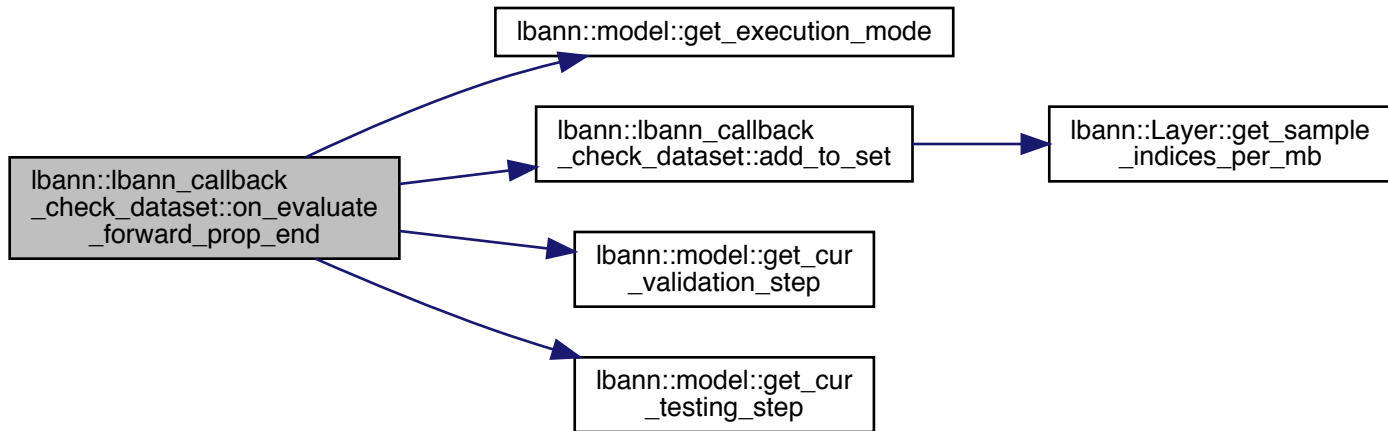 lbann::model::get_execution_mode
lbann::lbann_callback
_check_dataset::add_to_set
lbann::Layer::get_sample
_indices_per_mb
lbann::lbann_callback
_check_dataset::on_evaluate
_forward_prop_end
lbann::model::get_cur
_validation_step
lbann::model::get_cur
_testing_step